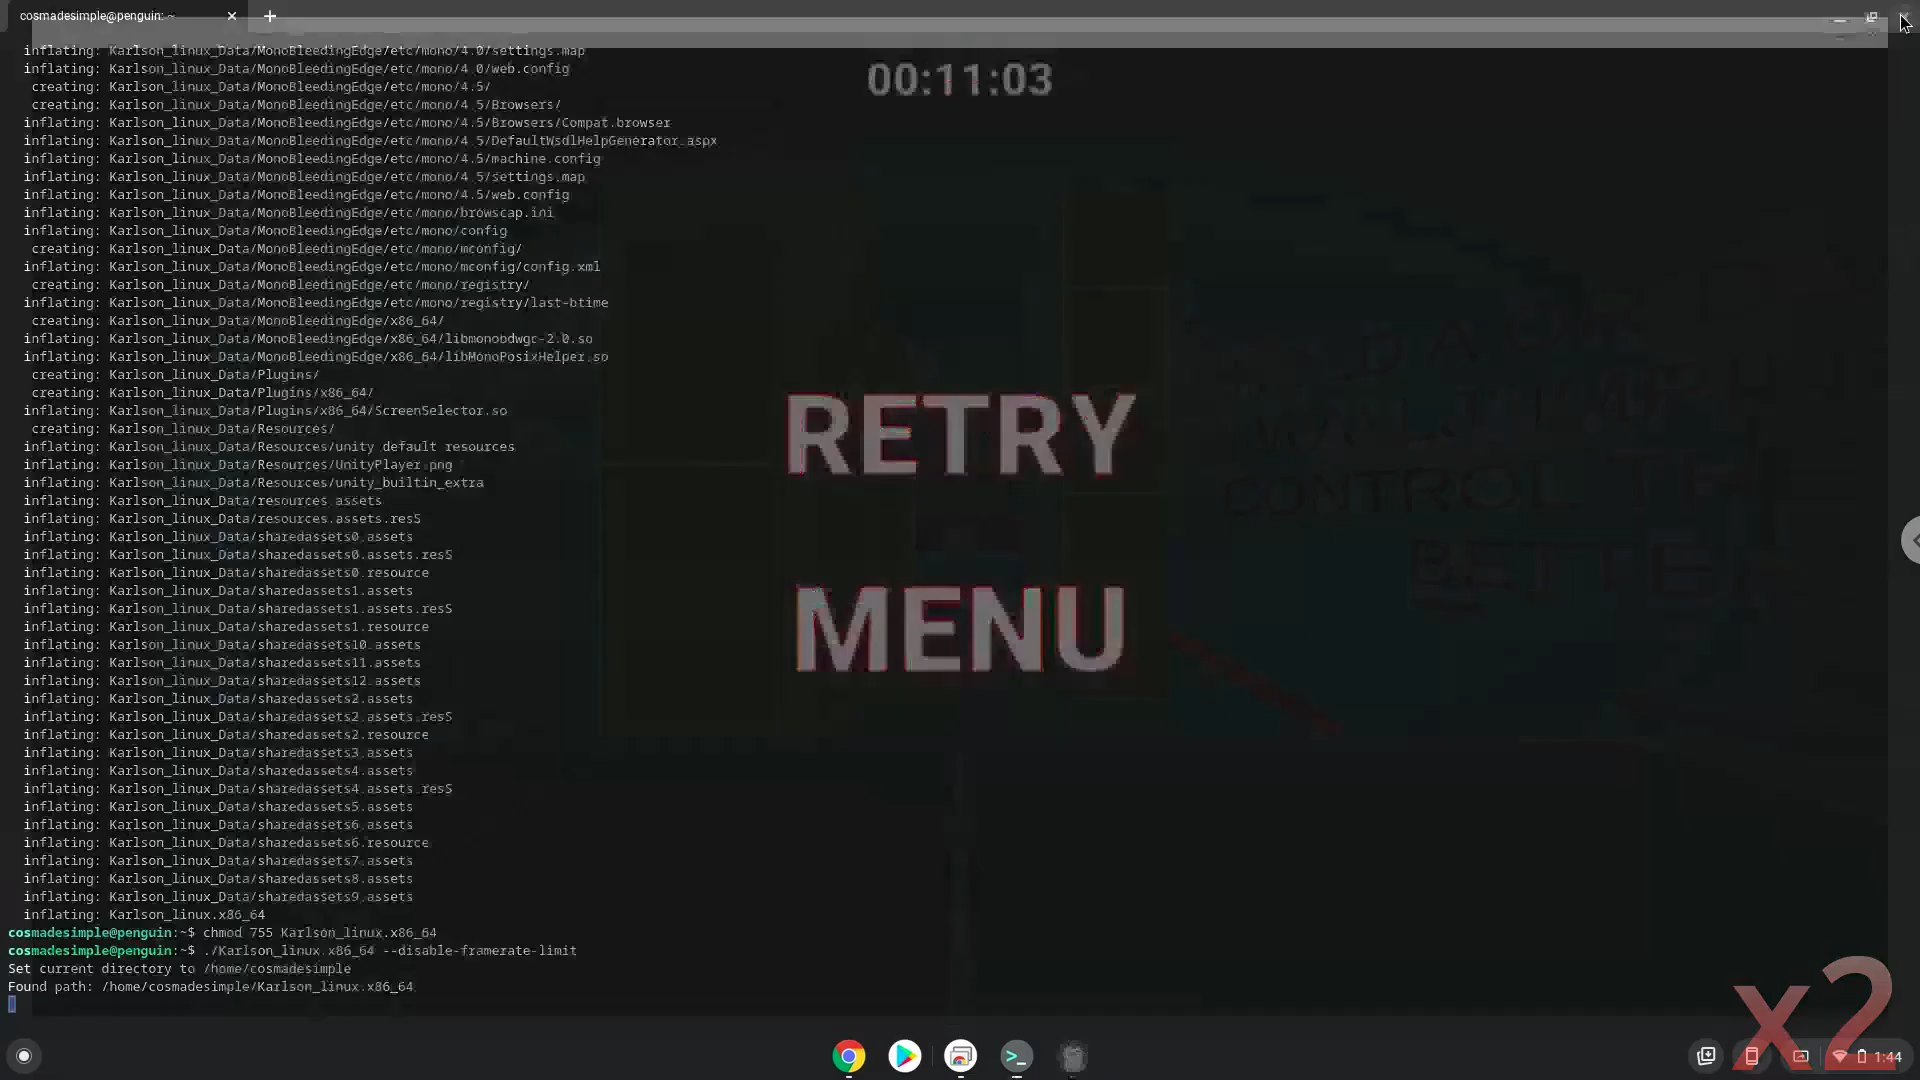 cosmadesimple@penguin: ~
inflating: Karlson_linux_Data/MonoBleedingEdge/etc/mono/4.0/settings.map
inflating: Karlson_linux_Data/MonoBleedingEdge/etc/mono/4.0/web.config
creating: Karlson_linux_Data/MonoBleedingEdge/etc/mono/4.5/
creating: Karlson_linux_Data/MonoBleedingEdge/etc/mono/4.5/Browsers/
inflating: Karlson_linux_Data/MonoBleedingEdge/etc/mono/4.5/Browsers/Compat.browser
inflating: Karlson_linux_Data/MonoBleedingEdge/etc/mono/4.5/DefaultWsdlHelpGenerator.aspx
inflating: Karlson_linux_Data/MonoBleedingEdge/etc/mono/4.5/machine.config
inflating: Karlson_linux_Data/MonoBleedingEdge/etc/mono/4.5/settings.map
inflating: Karlson_linux_Data/MonoBleedingEdge/etc/mono/4.5/web.config
inflating: Karlson_linux_Data/MonoBleedingEdge/etc/mono/browscap.ini
inflating: Karlson_linux_Data/MonoBleedingEdge/etc/mono/config
creating: Karlson_linux_Data/MonoBleedingEdge/etc/mono/mconfig/
inflating: Karlson_linux_Data/MonoBleedingEdge/etc/mono/mconfig/config.xml
creating: Karlson_linux_Data/MonoBleedingEdge/etc/mono/registry/
inflating: Karlson_linux_Data/MonoBleedingEdge/etc/mono/registry/last-btime
creating: Karlson_linux_Data/MonoBleedingEdge/x86_64/
inflating: Karlson_linux_Data/MonoBleedingEdge/x86_64/libmonobdwgc-2.0.so
inflating: Karlson_linux_Data/MonoBleedingEdge/x86_64/libMonoPosixHelper.so
creating: Karlson_linux_Data/Plugins/
creating: Karlson_linux_Data/Plugins/x86_64/
inflating: Karlson_linux_Data/Plugins/x86_64/ScreenSelector.so
creating: Karlson_linux_Data/Resources/
inflating: Karlson_linux_Data/Resources/unity default resources
inflating: Karlson_linux_Data/Resources/UnityPlayer.png
inflating: Karlson_linux_Data/Resources/unity_builtin_extra
inflating: Karlson_linux_Data/resources.assets
inflating: Karlson_linux_Data/resources.assets.resS
inflating: Karlson_linux_Data/sharedassets0.assets
inflating: Karlson_linux_Data/sharedassets0.assets.resS
inflating: Karlson_linux_Data/sharedassets0.resource
inflating: Karlson_linux_Data/sharedassets1.assets
inflating: Karlson_linux_Data/sharedassets1.assets.resS
inflating: Karlson_linux_Data/sharedassets1.resource
inflating: Karlson_linux_Data/sharedassets10.assets
inflating: Karlson_linux_Data/sharedassets11.assets
inflating: Karlson_linux_Data/sharedassets12.assets
inflating: Karlson_linux_Data/sharedassets2.assets
inflating: Karlson_linux_Data/sharedassets2.assets.resS
inflating: Karlson_linux_Data/sharedassets2.resource
inflating: Karlson_linux_Data/sharedassets3.assets
inflating: Karlson_linux_Data/sharedassets4.assets
inflating: Karlson_linux_Data/sharedassets4.assets.resS
inflating: Karlson_linux_Data/sharedassets5.assets
inflating: Karlson_linux_Data/sharedassets6.assets
inflating: Karlson_linux_Data/sharedassets6.resource
inflating: Karlson_linux_Data/sharedassets7.assets
inflating: Karlson_linux_Data/sharedassets8.assets
inflating: Karlson_linux_Data/sharedassets9.assets
inflating: Karlson_linux.x86_64
cosmadesimple@penguin:~$ chmod 755 Karlson_linux.x86_64
cosmadesimple@penguin:~$ ./Karlson_linux.x86_64 --disable-framerate-limit
Set current directory to /home/cosmadesimple
Found path: /home/cosmadesimple/Karlson_linux.x86_64
00:11:03
RETRY
MENU
CONTROL
x2
1:44